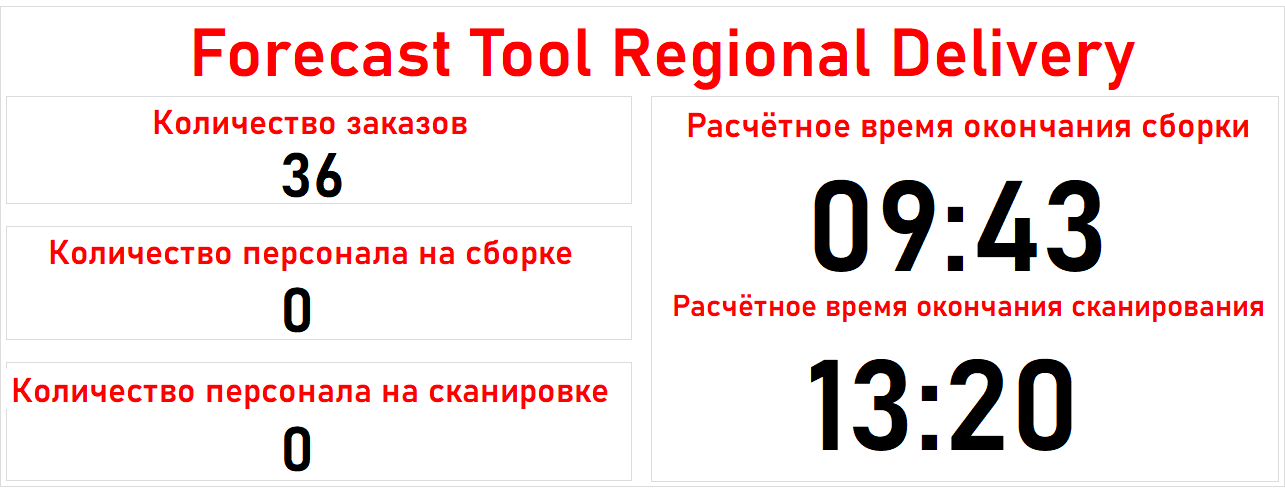 Forecast Tool Regional Delivery
Количество заказов
36
Количество персонала на сборке
0
Количество персонала на сканировке
0
Расчётное время окончания сборки
09:43
Расчётное время окончания сканирования
13:20